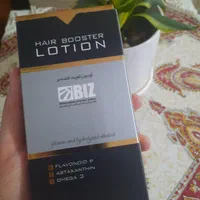 HAIR BOOSTER
LOTION
BIZ
FLAVONOID P
ASTAXANTHIN
OMEGA 3